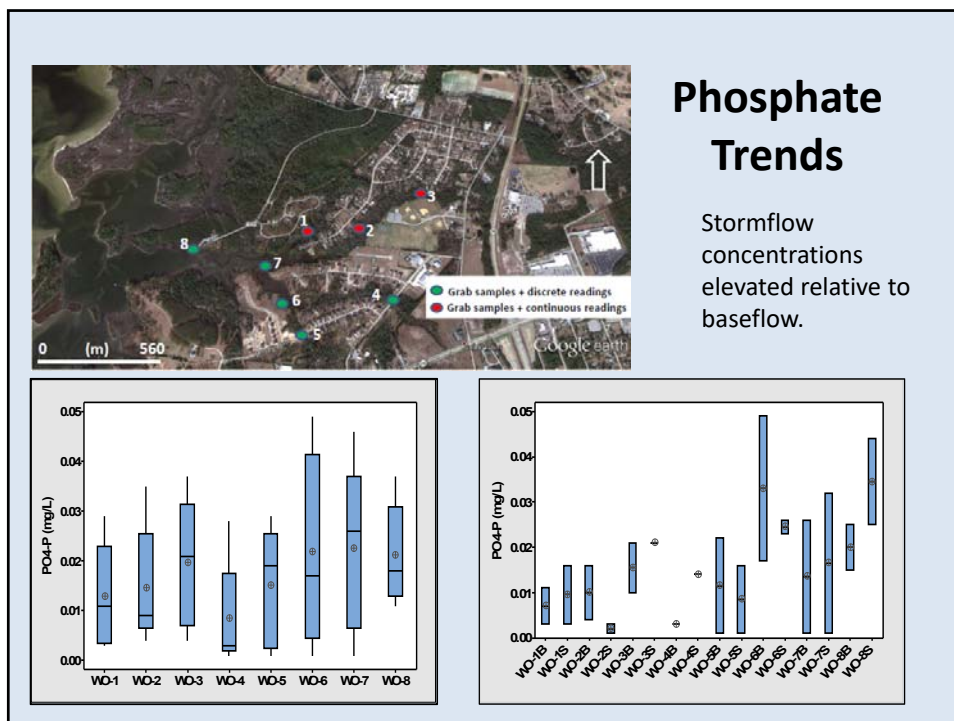 Phosphate
Trends
Stormflow
concentrations
elevated relative to
baseflow.
3
1
2
8
7
6
4
5
Grab samples + discrete readings
Grab samples + continuous readings
0 (m) 560
Google earth
PO4-P (mg/L)
0.05
0.04
0.03
0.02
0.01
0.00
WO-1 WO-2 WO-3 WO-4 WO-5 WO-6 WO-7 WO-8
PO4-P (mg/L)
0.05
0.04
0.03
0.02
0.01
0.00
WO-1B WO-1S WO-2B WO-2S WO-3B WO-3S WO-4B WO-4S WO-5B WO-5S WO-6B WO-6S WO-7B WO-7S WO-8B WO-8S